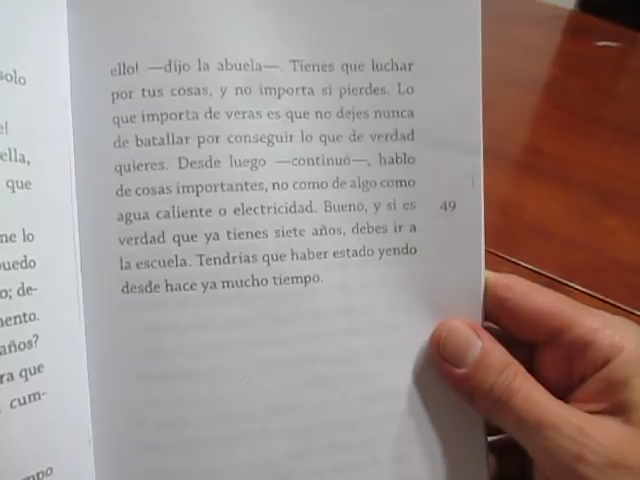 solo
ella,
que
ne lo
o; de-
años?
ra que
cum-
ello! —dijo la abuela—. Tienes que luchar
por tus cosas, y no importa si pierdes. Lo
que importa de veras es que no dejes nunca
de batallar por conseguir lo que de verdad
quieres. Desde luego —continuó—, hablo
de cosas importantes, no como de algo como
agua caliente o electricidad. Bueno, y si es
verdad que ya tienes siete años, debes ir a
la escuela. Tendrías que haber estado yendo
desde hace ya mucho tiempo.
49